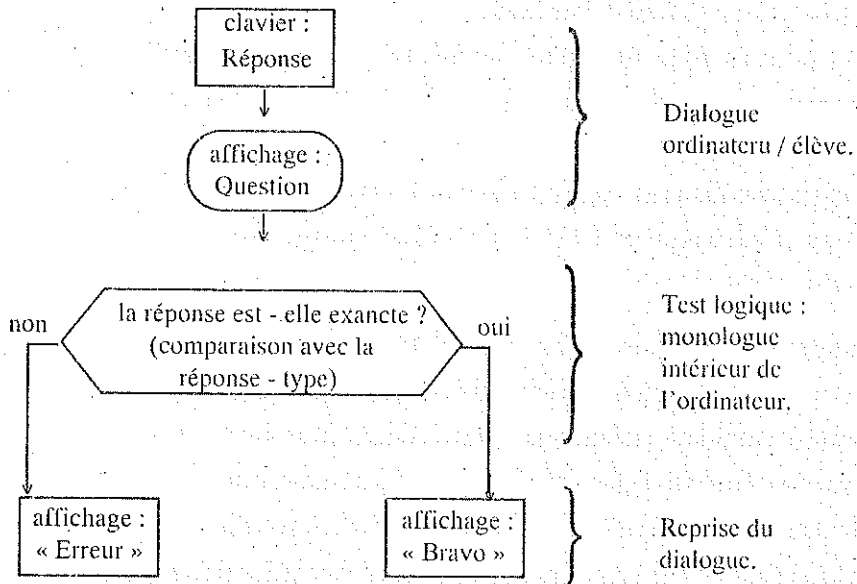 clavier :
Réponse
affichage :
Question
Dialogue
ordinateru / élève.
non
la réponse est - elle exancte ?
(comparaison avec la
réponse - type)
oui
Test logique :
monologue
intérieur de
l'ordinateur.
affichage :
« Erreur »
affichage :
« Bravo »
Reprise du
dialogue.